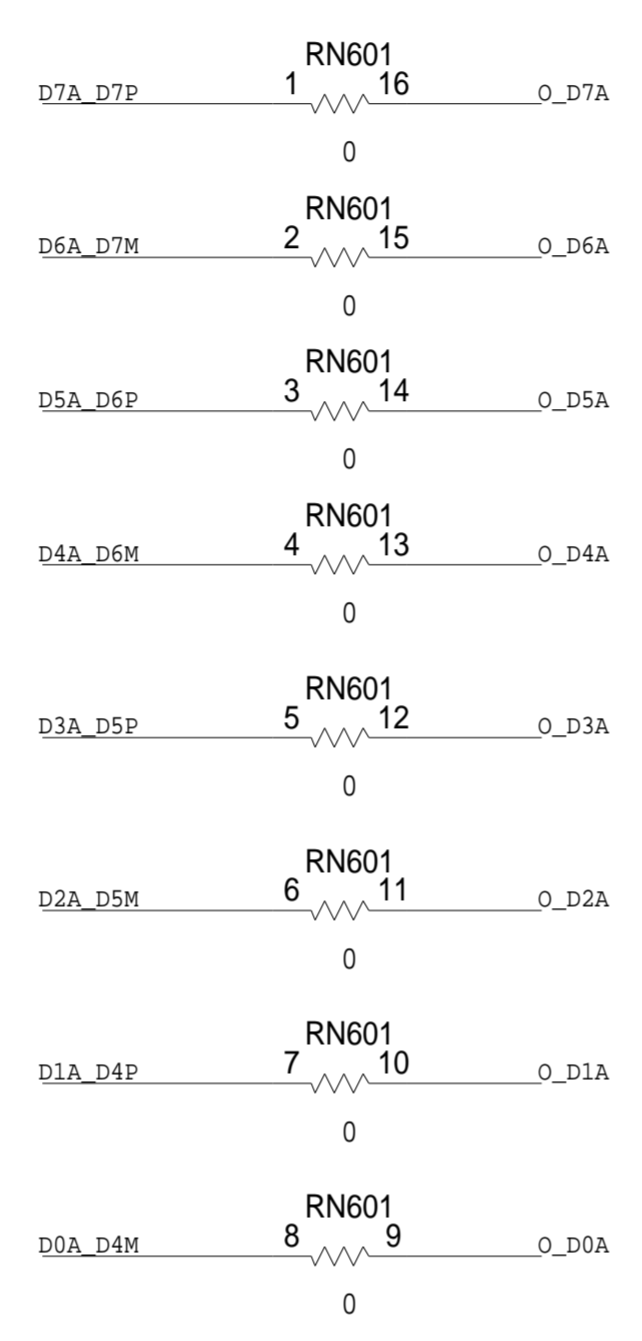 RN601
D7A_D7P 1 16 O_D7A
0
RN601
D6A_D7M 2 15 O_D6A
0
RN601
D5A_D6P 3 14 O_D5A
0
RN601
D4A_D6M 4 13 O_D4A
0
RN601
D3A_D5P 5 12 O_D3A
0
RN601
D2A_D5M 6 11 O_D2A
0
RN601
D1A_D4P 7 10 O_D1A
0
RN601
D0A_D4M 8 9 O_D0A
0